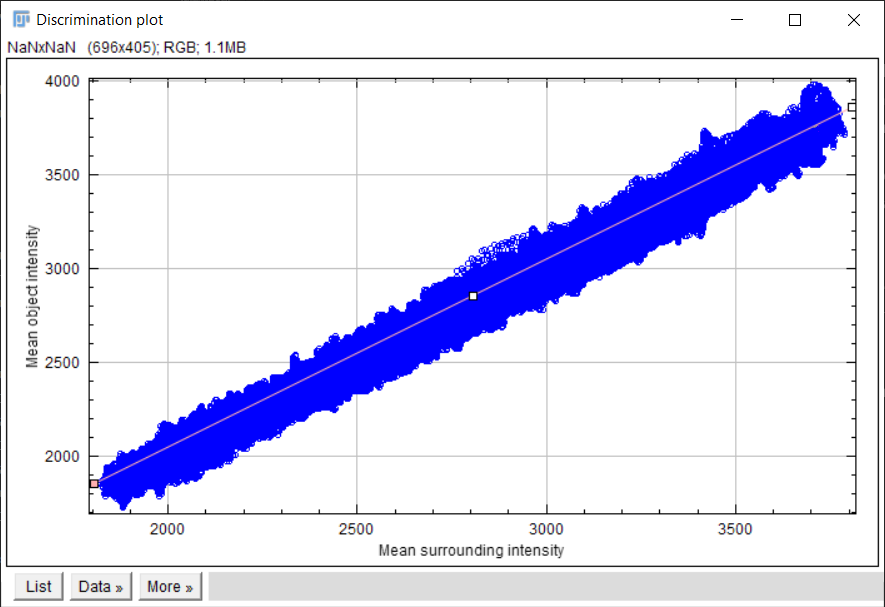 Discrimination plot
NaNxNaN (696x405); RGB; 1.1MB
4000
3500
3000
2500
2000
Mean object intensity
2000 2500 3000 3500
Mean surrounding intensity
List Data » More »